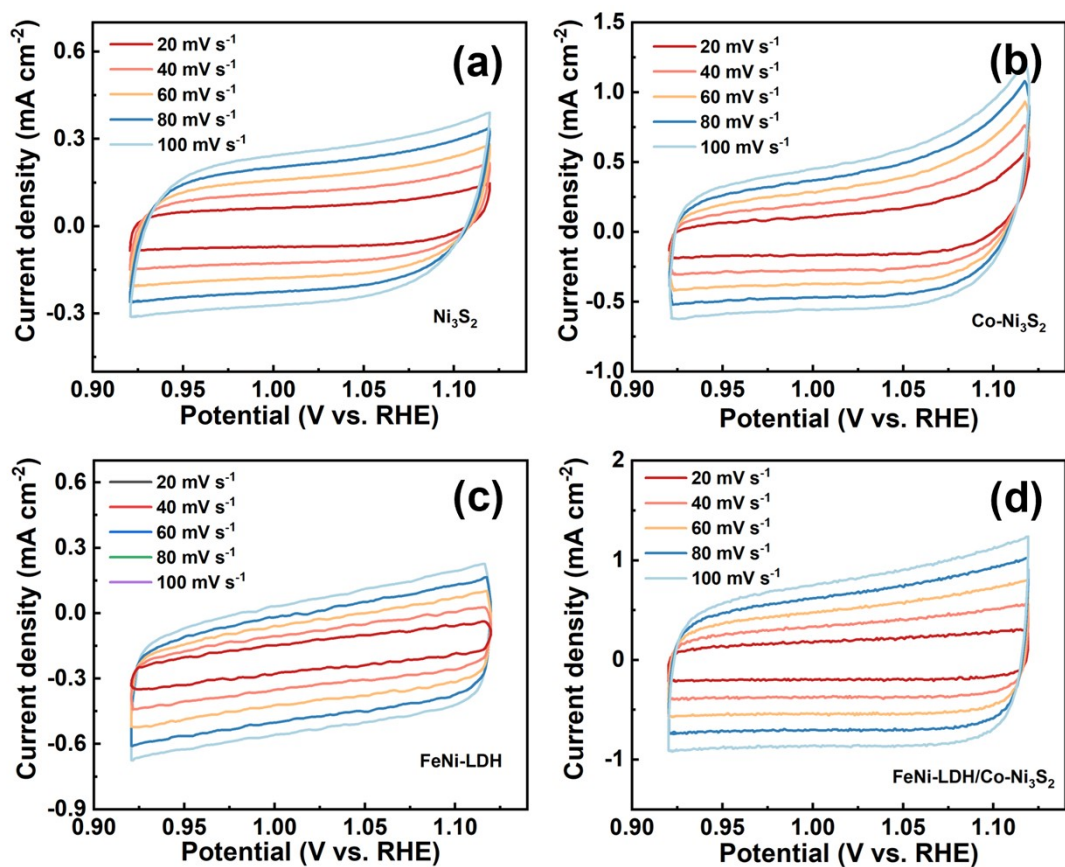 (a)
20 mV s⁻¹
40 mV s⁻¹
60 mV s⁻¹
80 mV s⁻¹
100 mV s⁻¹
Ni₃S₂
Current density (mA cm⁻²)
0.6
0.3
0.0
-0.3
0.90 0.95 1.00 1.05 1.10
Potential (V vs. RHE)
(b)
20 mV s⁻¹
40 mV s⁻¹
60 mV s⁻¹
80 mV s⁻¹
100 mV s⁻¹
Co-Ni₃S₂
Current density (mA cm⁻²)
1.5
1.0
0.5
0.0
-0.5
-1.0
0.90 0.95 1.00 1.05 1.10
Potential (V vs. RHE)
(c)
20 mV s⁻¹
40 mV s⁻¹
60 mV s⁻¹
80 mV s⁻¹
100 mV s⁻¹
FeNi-LDH
Current density (mA cm⁻²)
0.6
0.3
0.0
-0.3
-0.6
-0.9
0.90 0.95 1.00 1.05 1.10
Potential (V vs. RHE)
(d)
20 mV s⁻¹
40 mV s⁻¹
60 mV s⁻¹
80 mV s⁻¹
100 mV s⁻¹
FeNi-LDH/Co-Ni₃S₂
Current density (mA cm⁻²)
2
1
0
-1
0.90 0.95 1.00 1.05 1.10
Potential (V vs. RHE)